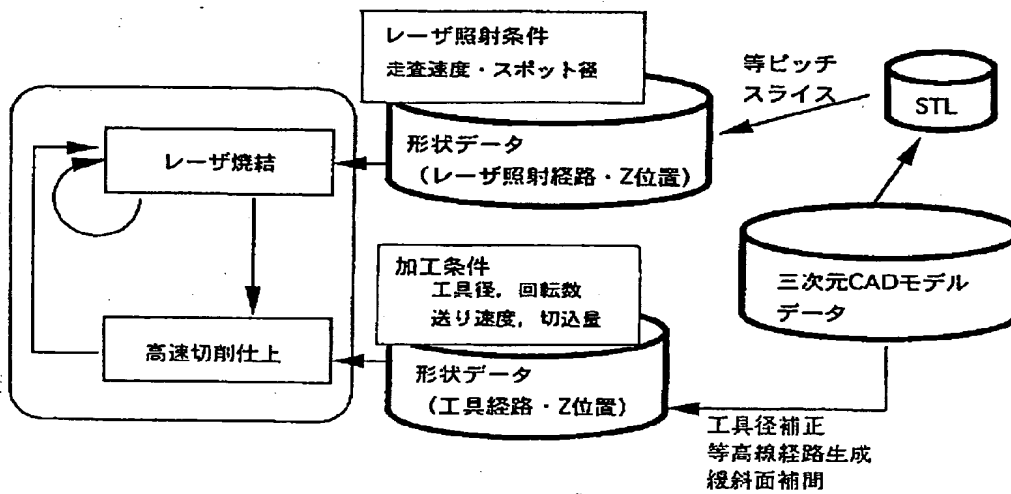 レーザ照射条件
走査速度・スポット径
形状データ
(レーザ照射経路・Z位置)
等ピッチ
スライス
STL
レーザ焼結
三次元CADモデル
データ
加工条件
工具径，回転数
送り速度，切込量
形状データ
(工具経路・Z位置)
高速切削仕上
工具径補正
等高線経路生成
緩斜面補間